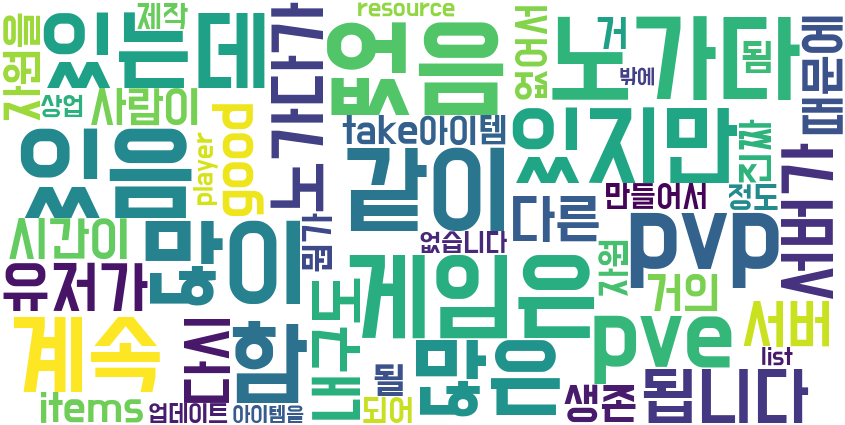 자원을
있는데
제작
상업
사람이
resource
없음
없어서
노가다
거
밖에
됨
때문에
노가다가
있음
player
good
take아이템
같이
있지만
진짜
서버가
시간이
많이
뭔가
없습니다
다른
만들어서
정도
pvp
유저가
다시
함
내구도
게임은
자원
거의
서버
계속
pve
list
items
업데이트
아이템을
될
되어
많은
생존
됩니다